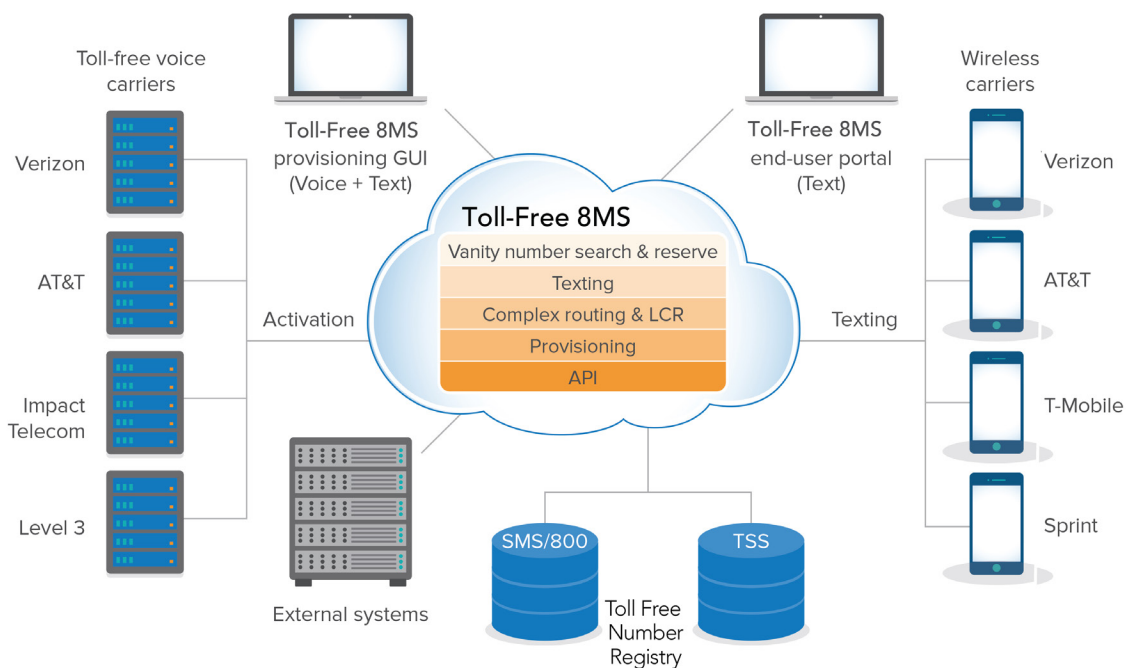 Toll-free voice
carriers
Verizon
AT&T
Impact
Telecom
Level 3
Toll-Free 8MS
provisioning GUI
(Voice + Text)
Toll-Free 8MS
end-user portal
(Text)
Wireless
carriers
Verizon
AT&T
T-Mobile
Sprint
Activation
Texting
Toll-Free 8MS
Vanity number search & reserve
Texting
Complex routing & LCR
Provisioning
API
External systems
SMS/800
TSS
Toll Free
Number
Registry